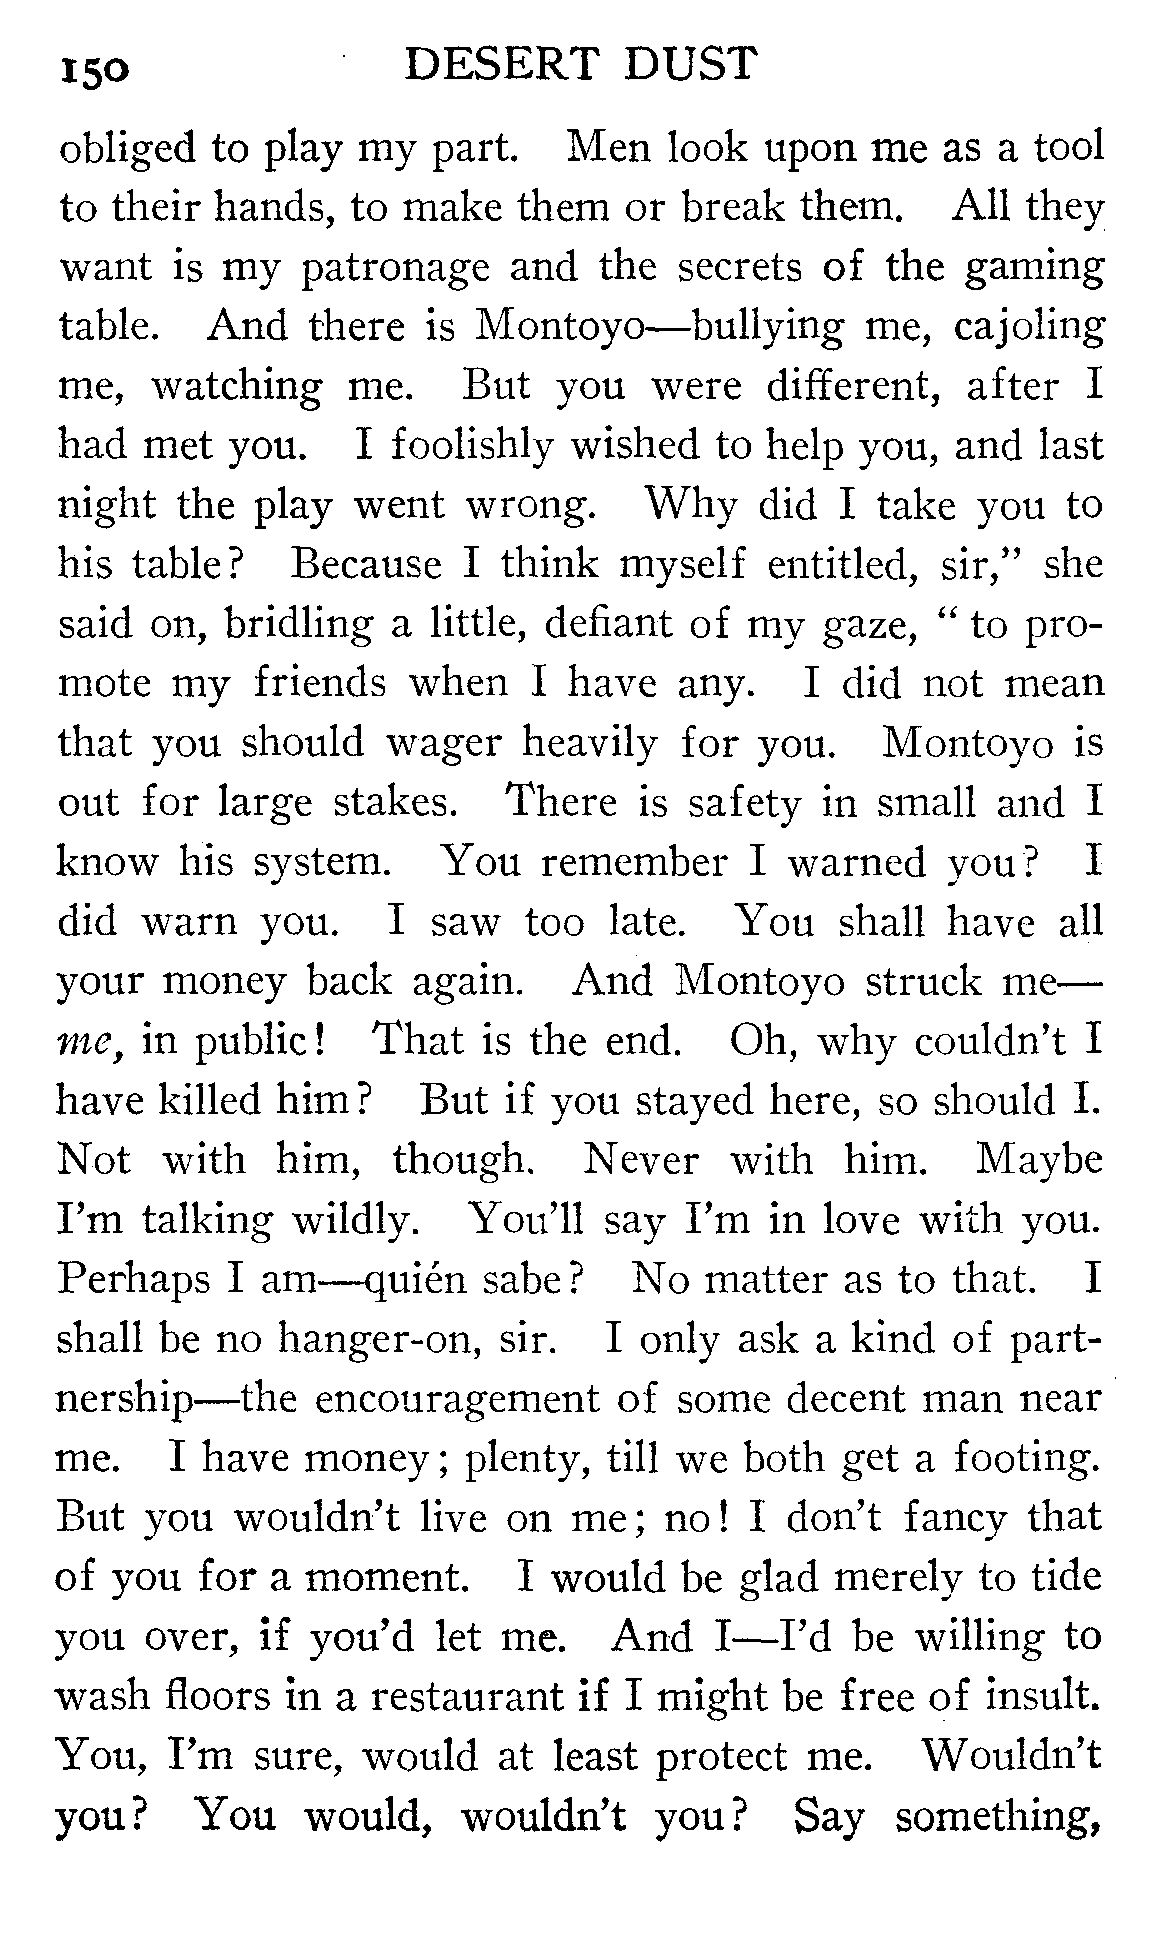 150 DESERT DUST
obliged to play my part. Men look upon me as a tool
to their hands, to make them or break them. All they
want is my patronage and the secrets of the gaming
table. And there is Montoyo—bullying me, cajoling
me, watching me. But you were different, after I
had met you. I foolishly wished to help you, and last
night the play went wrong. Why did I take you to
his table? Because I think myself entitled, sir,” she
said on, bridling a little, defiant of my gaze, “ to pro-
mote my friends when I have any. I did not mean
that you should wager heavily for you. Montoyo is
out for large stakes. There is safety in small and I
know his system. You remember I warned you? I
did warn you. I saw too late. You shall have all
your money back again. And Montoyo struck me—
me, in public! That is the end. Oh, why couldn’t I
have killed him? But if you stayed here, so should I.
Not with him, though. Never with him. Maybe
I’m talking wildly. You’ll say I’m in love with you.
Perhaps I am—quién sabe? No matter as to that. I
shall be no hanger-on, sir. I only ask a kind of part-
nership—the encouragement of some decent man near
me. I have money; plenty, till we both get a footing.
But you wouldn’t live on me; no! I don’t fancy that
of you for a moment. I would be glad merely to tide
you over, if you’d let me. And I—I’d be willing to
wash floors in a restaurant if I might be free of insult.
You, I’m sure, would at least protect me. Wouldn’t
you? You would, wouldn’t you? Say something,